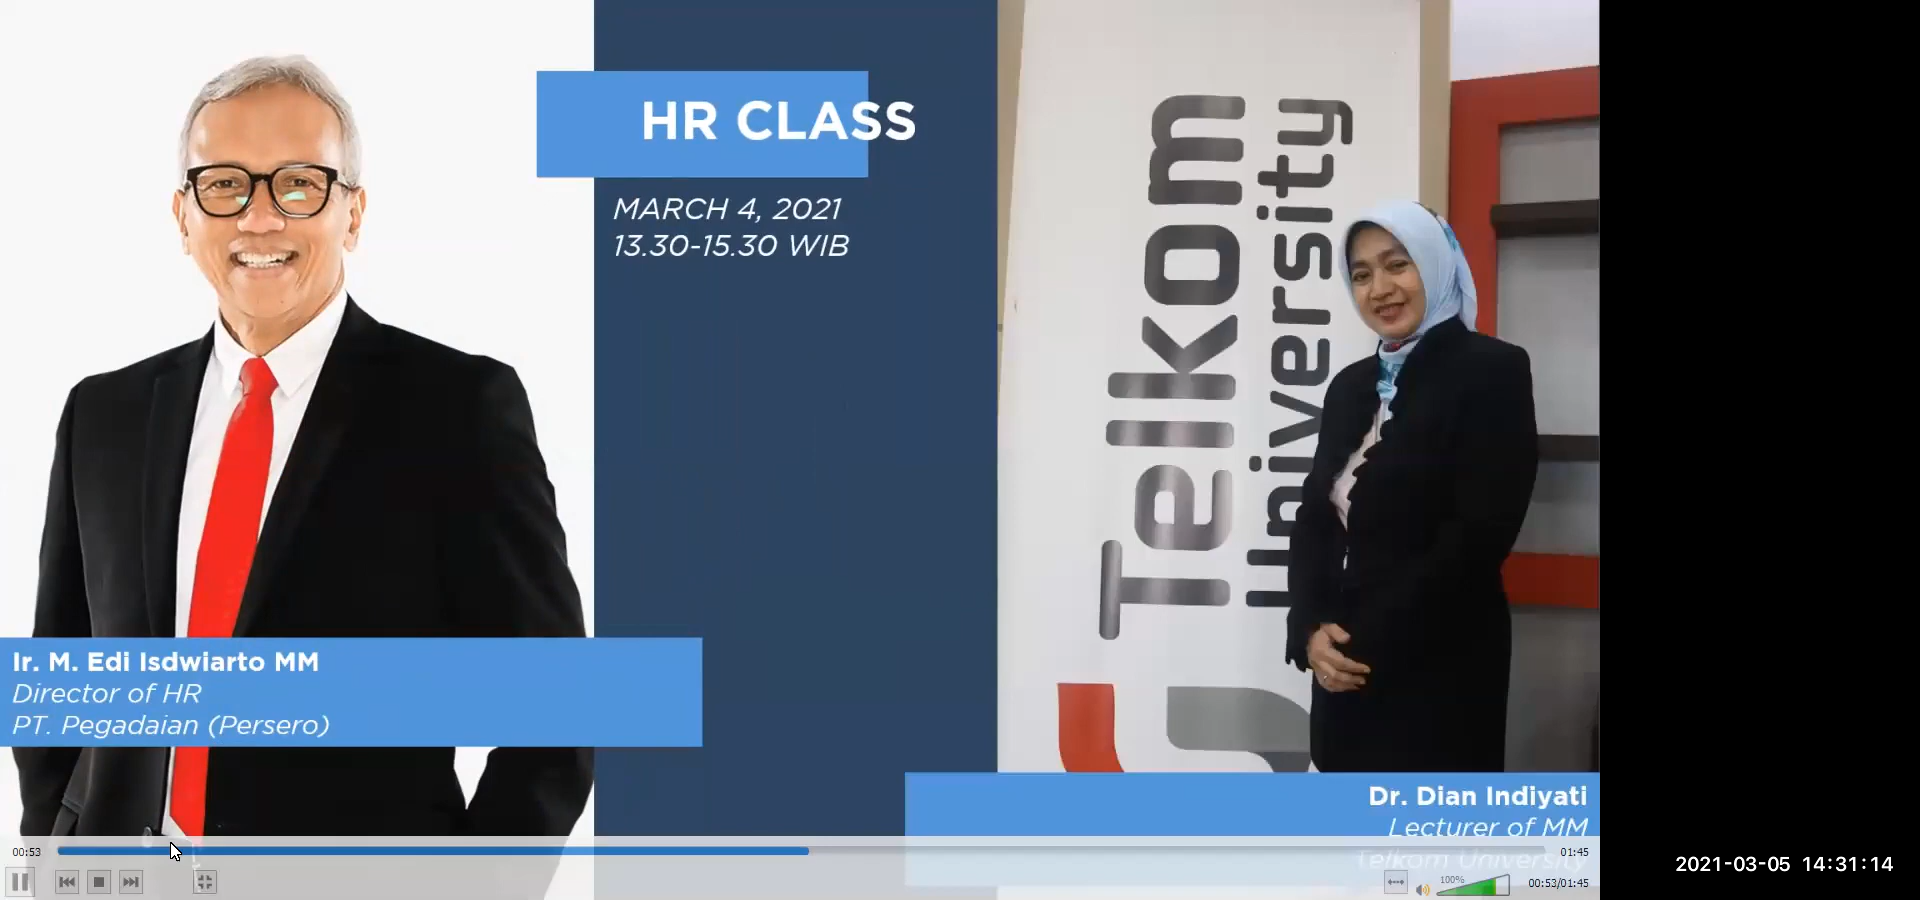 HR CLASS
MARCH 4, 2021
13.30-15.30 WIB
Telkom
University
Ir. M. Edi Isdwiarto MM
Director of HR
PT. Pegadaian (Persero)
Dr. Dian Indiyati
Lecturer of MM
Telkom University
00:53
01:45
100%
00:53/01:45
2021-03-05 14:31:14